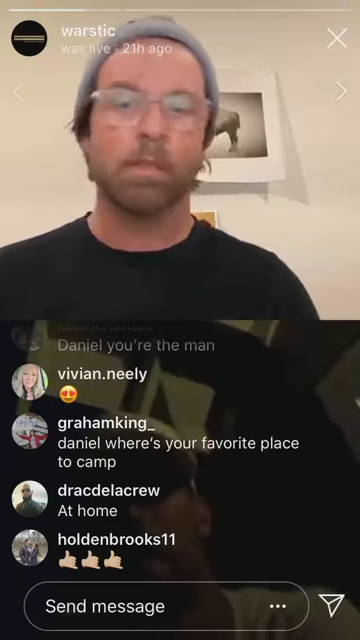 warstic
was live · 21h ago
Daniel you're the man
vivian.neely
😍
grahamking_
daniel where's your favorite place
to camp
dracdelacrew
At home
holdenbrooks11
🤙🏼🤙🏼🤙🏼
Send message